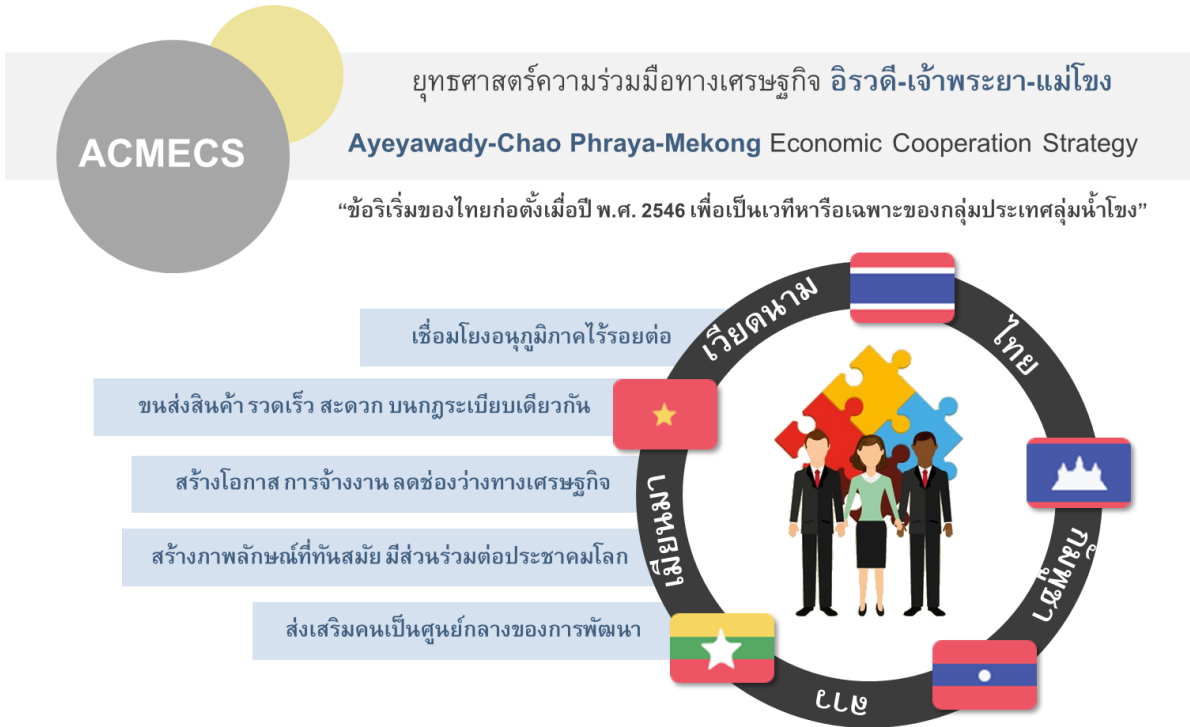 ACMECS
ยุทธศาสตร์ความร่วมมือทางเศรษฐกิจ อิรวดี-เจ้าพระยา-แม่โขง
Ayeyawady-Chao Phraya-Mekong Economic Cooperation Strategy
“ข้อริเริ่มของไทยก่อตั้งเมื่อปี พ.ศ. 2546 เพื่อเป็นเวทีหารือเฉพาะของกลุ่มประเทศลุ่มน้ำโขง”
เชื่อมโยงอนุภูมิภาคไร้รอยต่อ
ขนส่งสินค้า รวดเร็ว สะดวก บนกฎระเบียบเดียวกัน
สร้างโอกาส การจ้างงาน ลดช่องว่างทางเศรษฐกิจ
สร้างภาพลักษณ์ที่ทันสมัย มีส่วนร่วมต่อประชาคมโลก
ส่งเสริมคนเป็นศูนย์กลางของการพัฒนา
เวียดนาม
ไทย
กัมพูชา
ลาว
เมียนมา